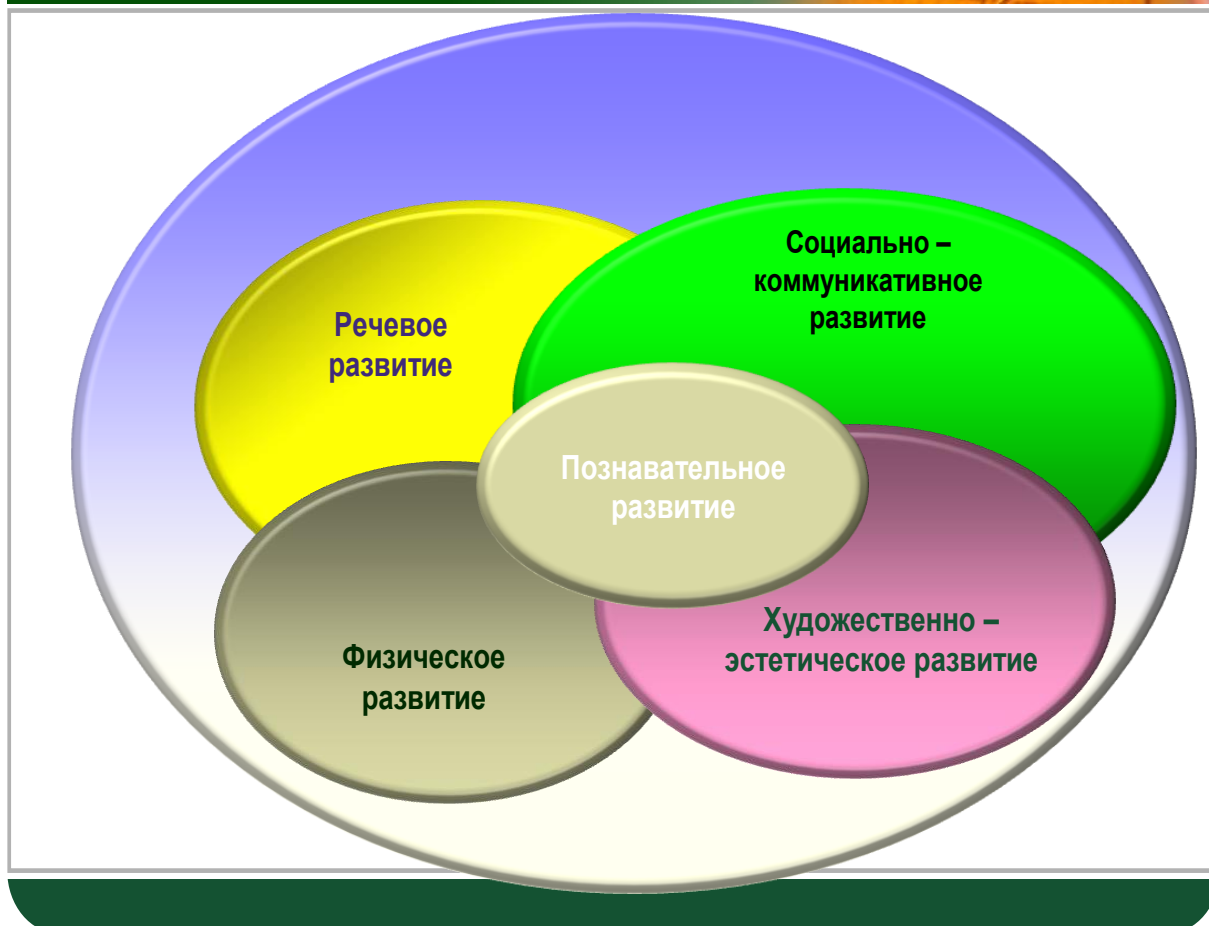 Социально –
коммуникативное
развитие
Речевое
развитие
Познавательное
развитие
Художественно –
эстетическое развитие
Физическое
развитие